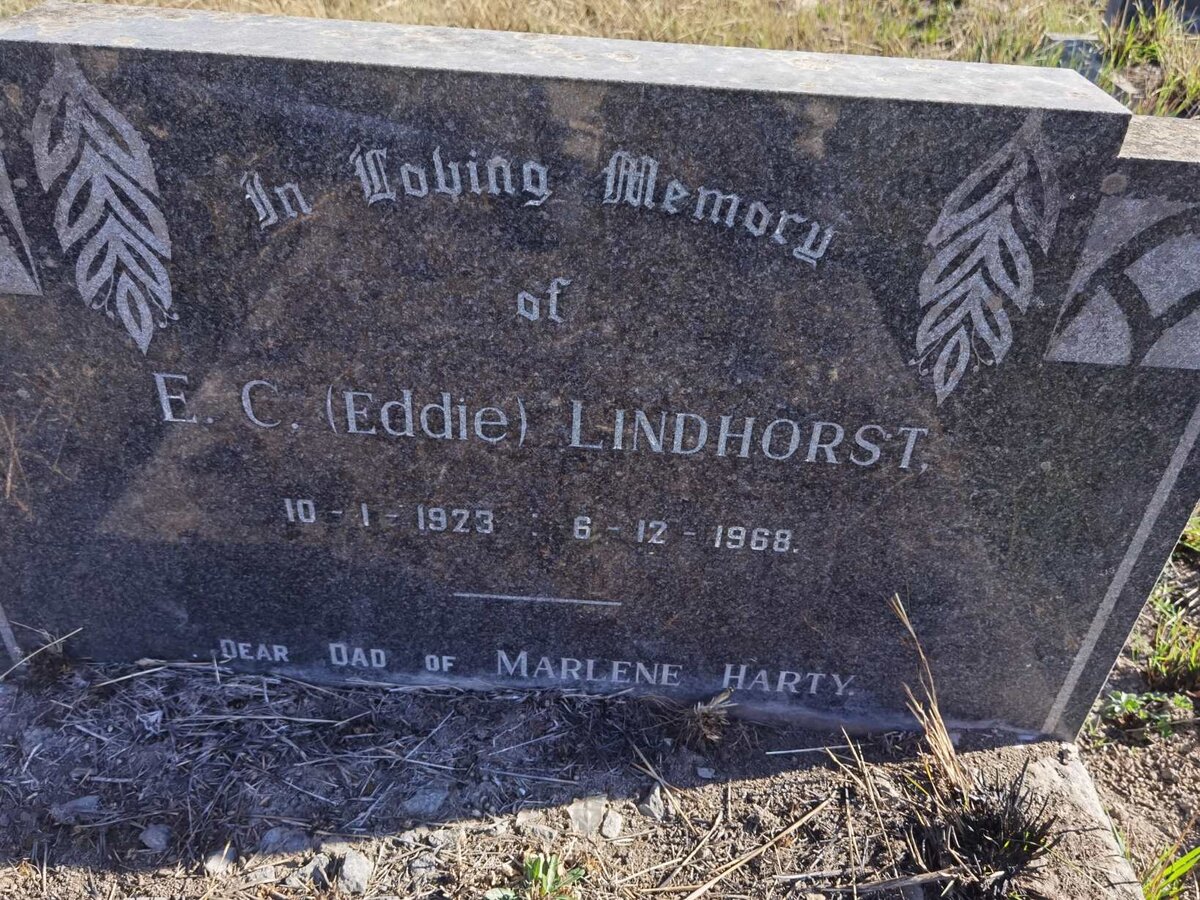 In Loving Memory
of
E. C. (Eddie) LINDHORST,
10 - 1 - 1923 : 6 - 12 - 1968.
DEAR DAD OF MARLENE HARTY.